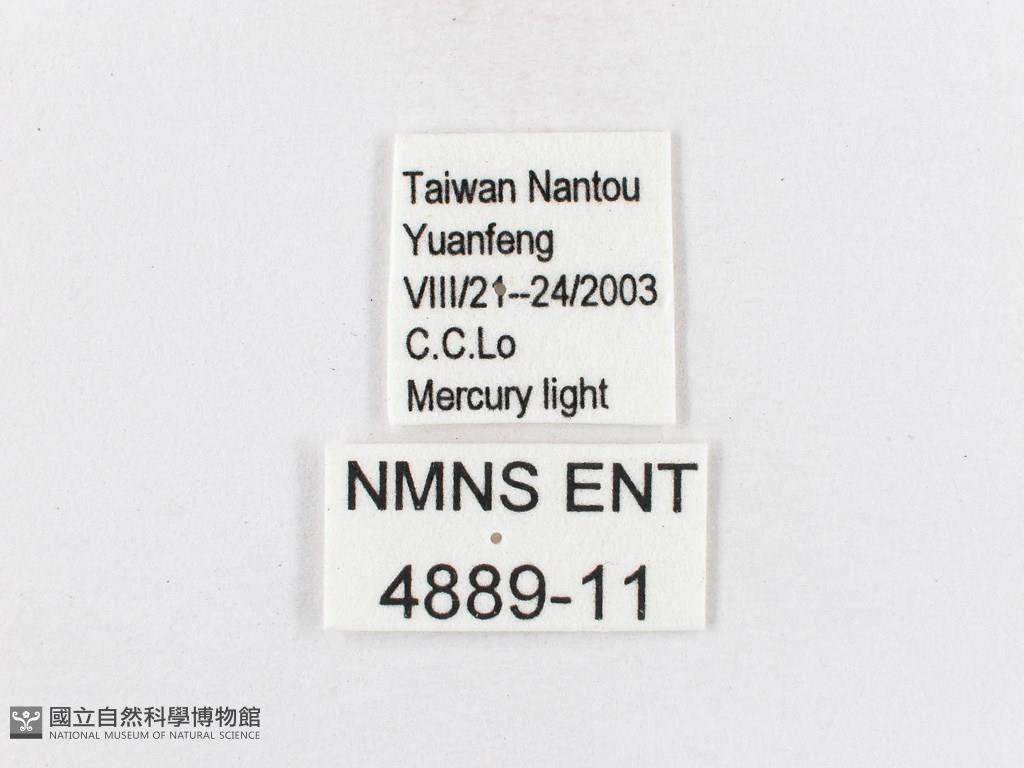 Taiwan Nantou
Yuanfeng
VIII/21--24/2003
C.C.Lo
Mercury light
NMNS ENT
4889-11
國立自然科學博物館
NATIONAL MUSEUM OF NATURAL SCIENCE